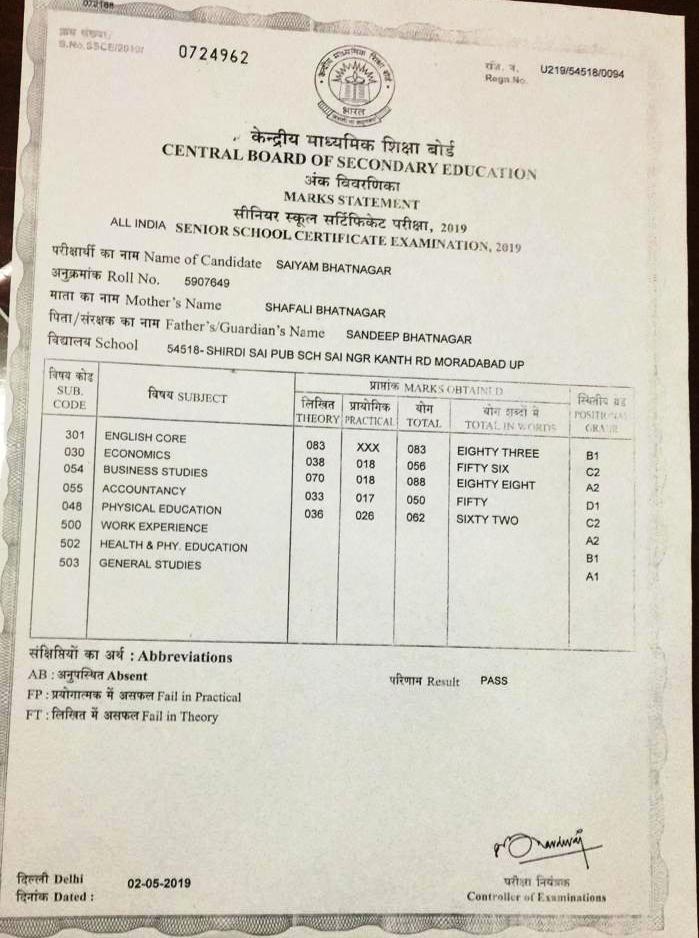 072188
क्रम संख्या/
S.No.SSCE/2019/
0724962
रजि. नं.
Regn.No.
U219/54518/0094
केन्द्रीय माध्यमिक शिक्षा बोर्ड
भारत
केन्द्रीय माध्यमिक शिक्षा बोर्ड
CENTRAL BOARD OF SECONDARY EDUCATION
अंक विवरणिका
MARKS STATEMENT
सीनियर स्कूल सर्टिफिकेट परीक्षा, 2019
ALL INDIA SENIOR SCHOOL CERTIFICATE EXAMINATION, 2019
परीक्षार्थी का नाम Name of Candidate SAIYAM BHATNAGAR
अनुक्रमांक Roll No. 5907649
माता का नाम Mother's Name SHAFALI BHATNAGAR
पिता/संरक्षक का नाम Father's/Guardian's Name SANDEEP BHATNAGAR
विद्यालय School 54518- SHIRDI SAI PUB SCH SAI NGR KANTH RD MORADABAD UP
विषय कोड SUB. CODE
विषय SUBJECT
प्राप्तांक MARKS OBTAINED
लिखित THEORY
प्रायोगिक PRACTICAL
योग TOTAL
योग शब्दों में TOTAL IN WORDS
स्थितीय ग्रेड POSITIONAL GRADE
301 ENGLISH CORE 083 XXX 083 EIGHTY THREE B1
030 ECONOMICS 038 018 056 FIFTY SIX C2
054 BUSINESS STUDIES 070 018 088 EIGHTY EIGHT A2
055 ACCOUNTANCY 033 017 050 FIFTY D1
048 PHYSICAL EDUCATION 036 026 062 SIXTY TWO C2
500 WORK EXPERIENCE A2
502 HEALTH & PHY. EDUCATION B1
503 GENERAL STUDIES A1
संक्षिप्तियों का अर्थ : Abbreviations
AB : अनुपस्थित Absent
परिणाम Result PASS
FP : प्रयोगात्मक में असफल Fail in Practical
FT : लिखित में असफल Fail in Theory
दिल्ली Delhi
दिनांक Dated : 02-05-2019
परीक्षा नियंत्रक
Controller of Examinations